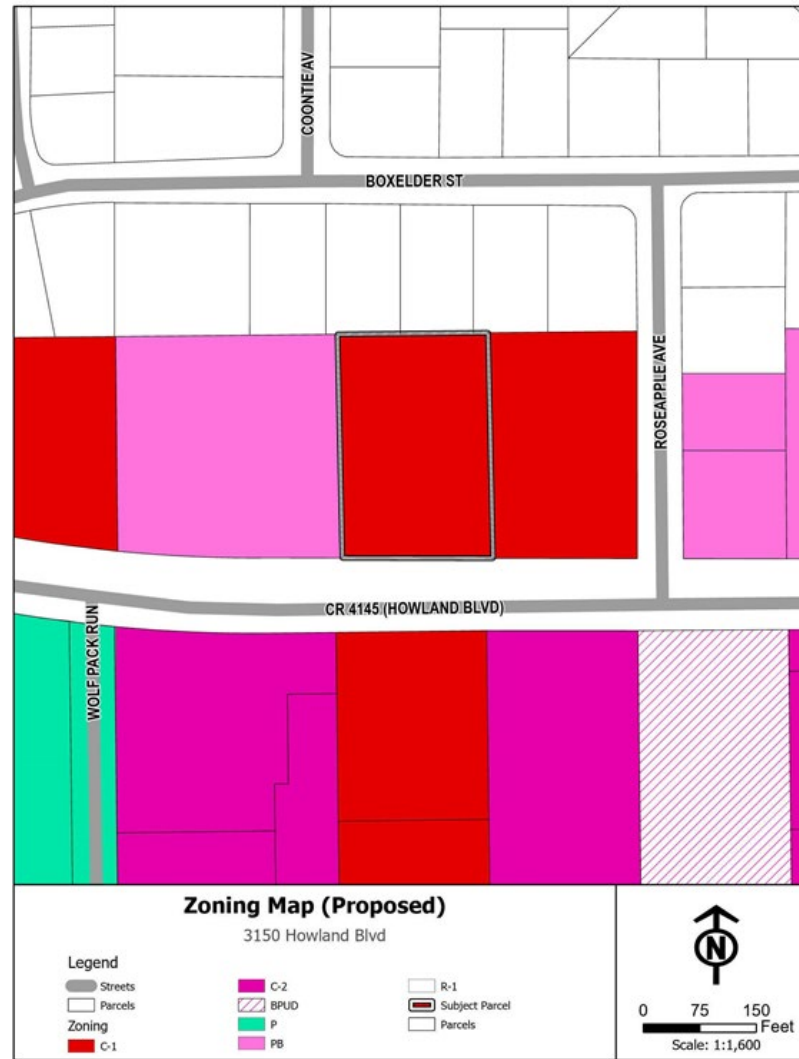 COONTIE AV
BOXELDER ST
ROSEAPPLE AVE
CR 4145 (HOWLAND BLVD)
WOLF PACK RUN
Zoning Map (Proposed)
3150 Howland Blvd
Legend
Streets
Parcels
Zoning
C-1
C-2
BPUD
P
PB
R-1
Subject Parcel
Parcels
N
0 75 150
Feet
Scale: 1:1,600